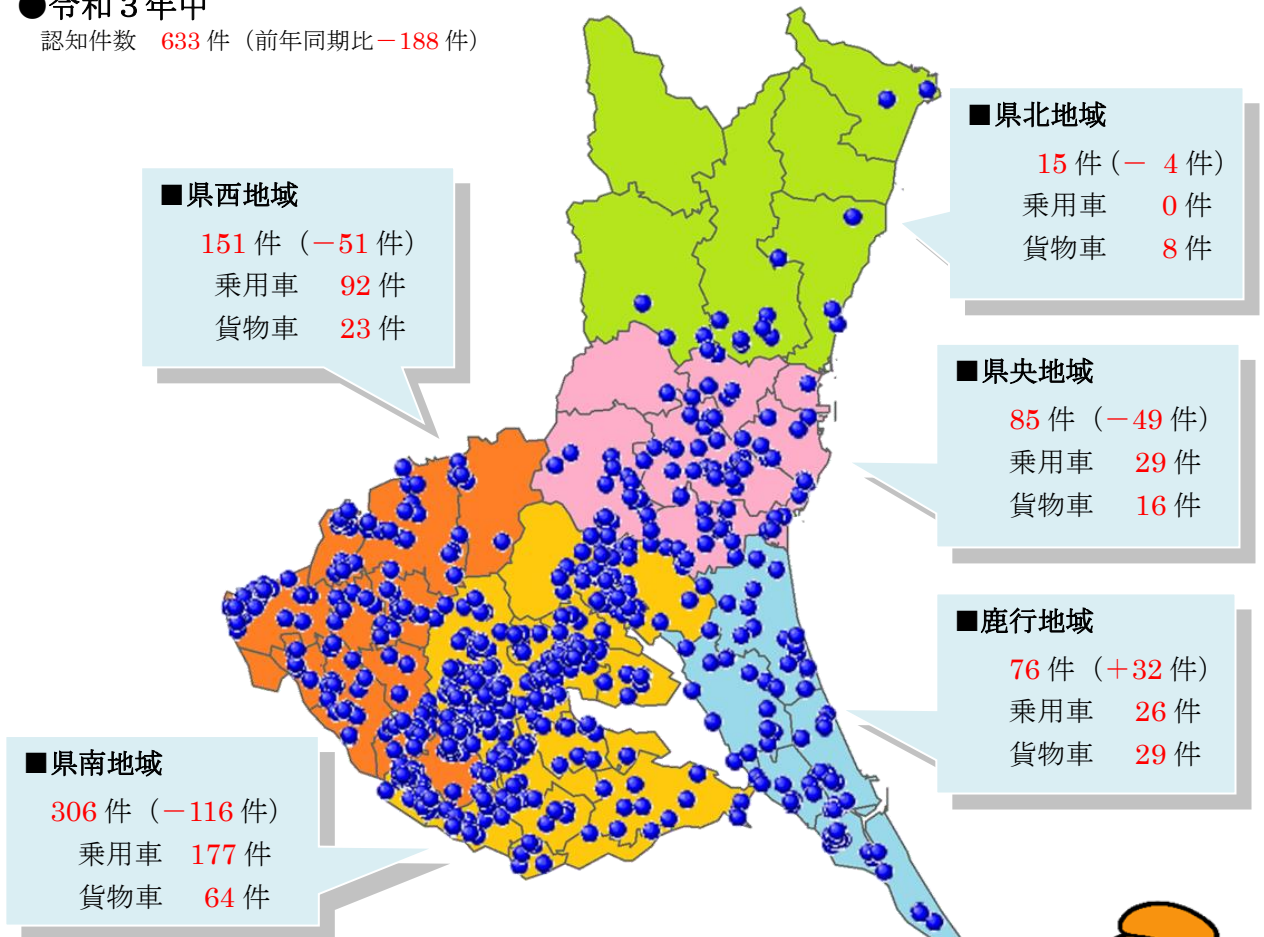 ●令和３年中
認知件数　633 件（前年同期比－188 件）
■県北地域
15 件（－ 4 件）
乗用車　0 件
貨物車　8 件
■県西地域
151 件（－51 件）
乗用車　92 件
貨物車　23 件
■県央地域
85 件（－49 件）
乗用車　29 件
貨物車　16 件
■鹿行地域
76 件（＋32 件）
乗用車　26 件
貨物車　29 件
■県南地域
306 件（－116 件）
乗用車　177 件
貨物車　64 件